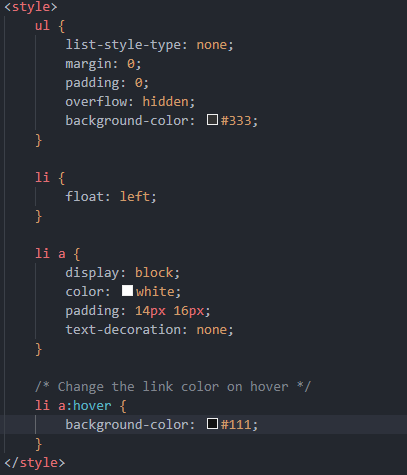 <style>
    ul {
        list-style-type: none;
        margin: 0;
        padding: 0;
        overflow: hidden;
        background-color: #333;
    }

    li {
        float: left;
    }

    li a {
        display: block;
        color: white;
        padding: 14px 16px;
        text-decoration: none;
    }

    /* Change the link color on hover */
    li a:hover {
        background-color: #111;
    }
</style>